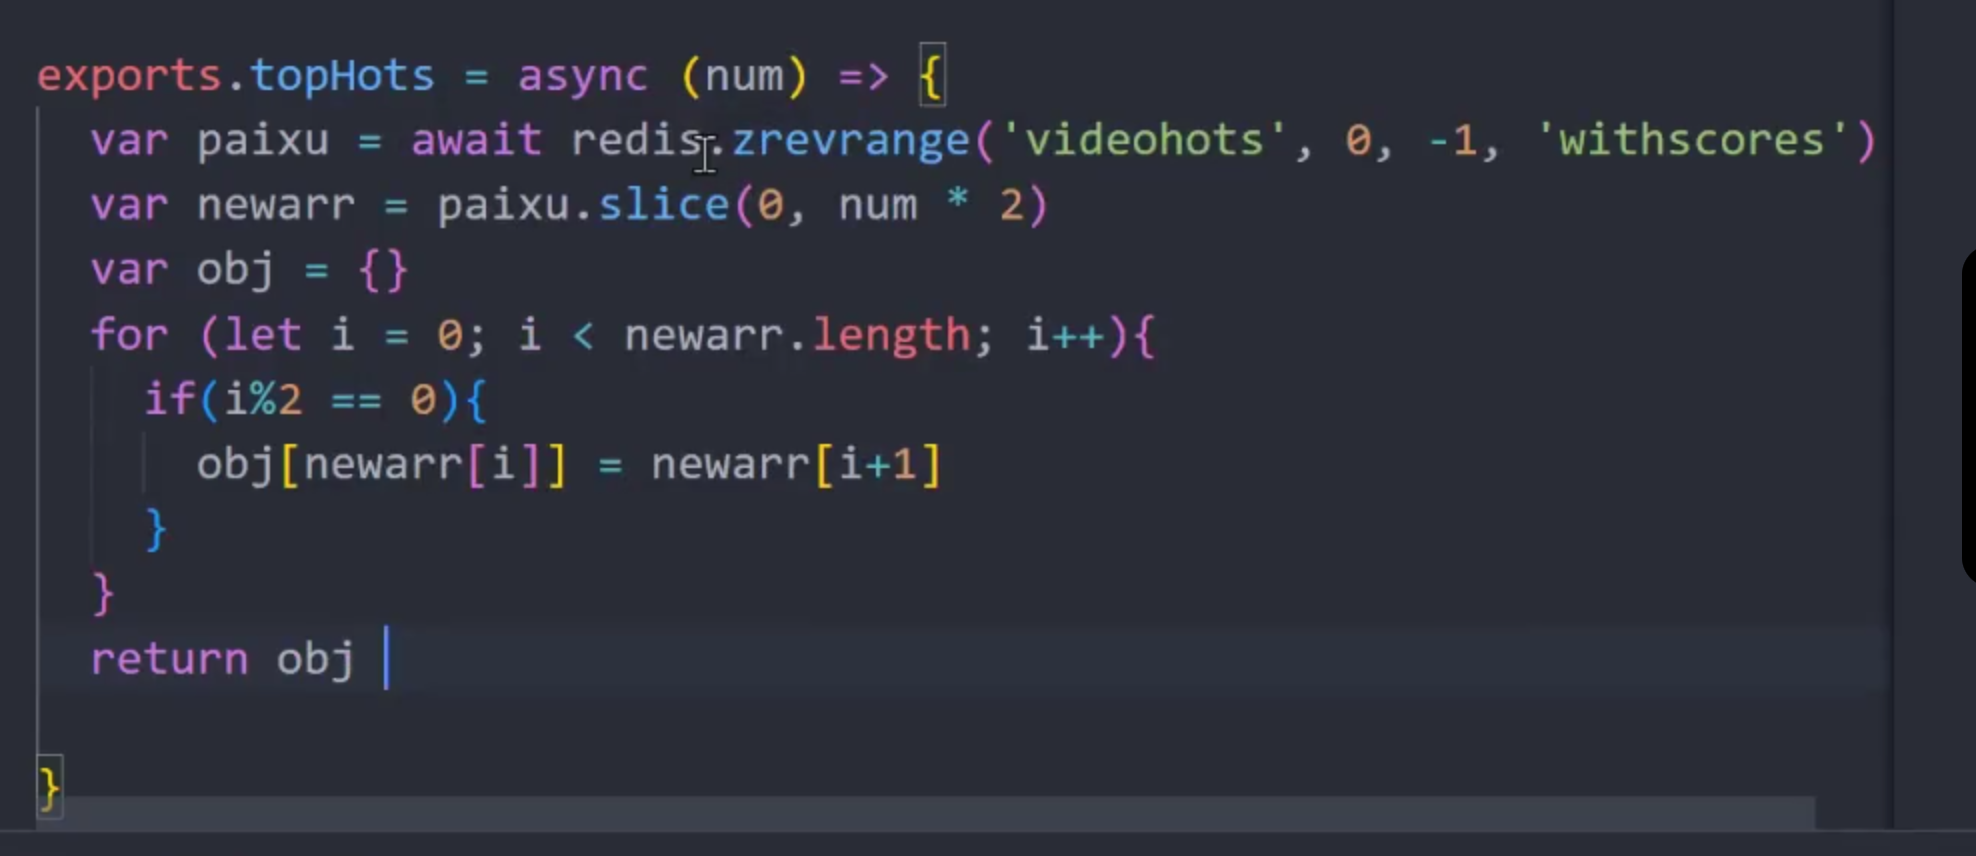 exports.topHots = async (num) => {
  var paixu = await redis.zrevrange('videohots', 0, -1, 'withscores')
  var newarr = paixu.slice(0, num * 2)
  var obj = {}
  for (let i = 0; i < newarr.length; i++){
    if(i%2 == 0){
      obj[newarr[i]] = newarr[i+1]
    }
  }
  return obj
}